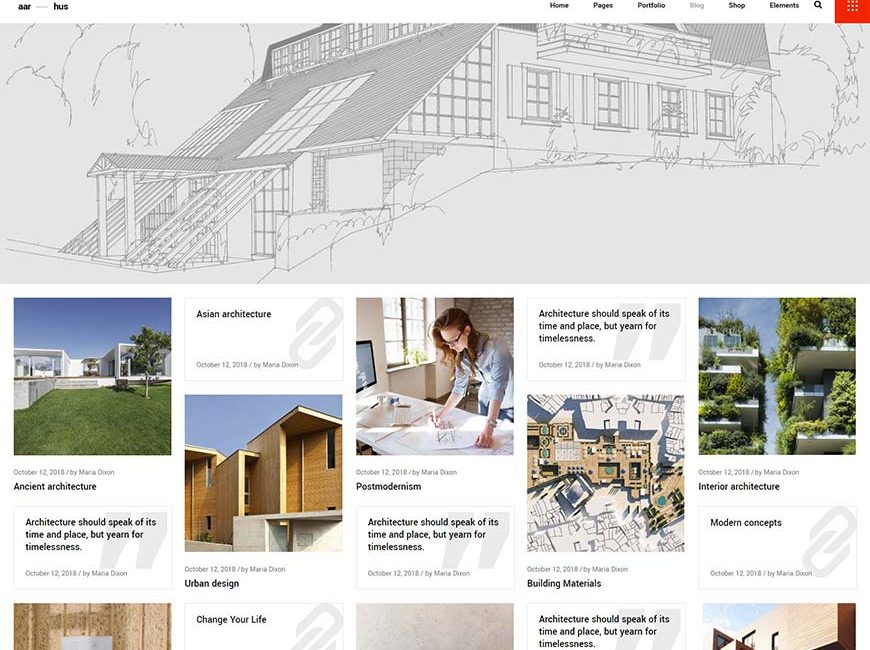 aar — hus
Home Pages Portfolio Blog Shop Elements
October 12, 2018 / by Maria Dixon
Ancient architecture
Architecture should speak of its
time and place, but yearn for
timelessness.
October 12, 2018 / by Maria Dixon
Asian architecture
October 12, 2018 / by Maria Dixon
October 12, 2018 / by Maria Dixon
Urban design
Change Your Life
October 12, 2018 / by Maria Dixon
Postmodernism
Architecture should speak of its
time and place, but yearn for
timelessness.
October 12, 2018 / by Maria Dixon
Architecture should speak of its
time and place, but yearn for
timelessness.
October 12, 2018 / by Maria Dixon
October 12, 2018 / by Maria Dixon
Building Materials
Architecture should speak of its
time and place, but yearn for
timelessness.
October 12, 2018 / by Maria Dixon
Interior architecture
Modern concepts
October 12, 2018 / by Maria Dixon